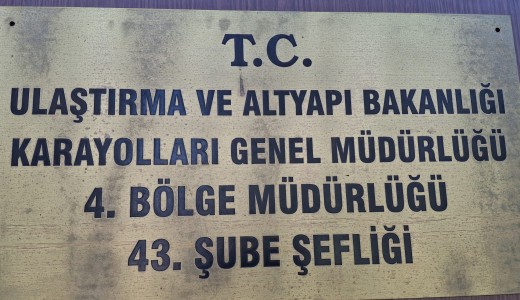 T.C.
ULAŞTIRMA VE ALTYAPI BAKANLIĞI
KARAYOLLARI GENEL MÜDÜRLÜĞÜ
4. BÖLGE MÜDÜRLÜĞÜ
43. ŞUBE ŞEFLİĞİ